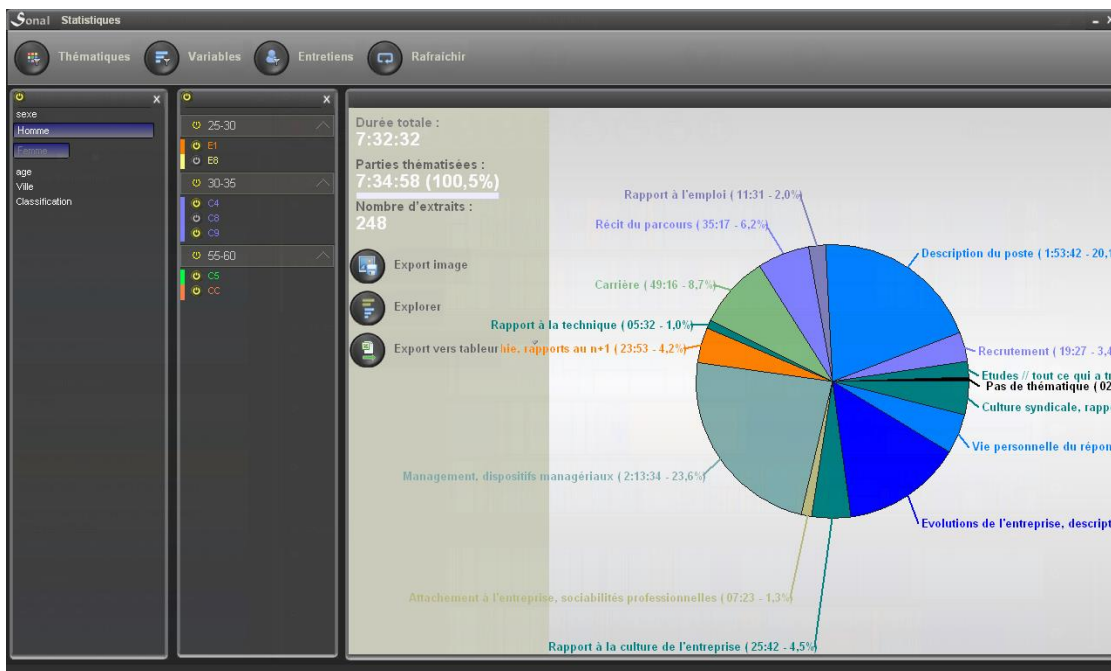 Sonal Statistiques
Thématiques Variables Entretiens Rafraichir
X
X
sexe
Homme
Femme
age
Ville
Classification
25-30
E1
E8
30-35
C4
C8
C9
55-60
C5
CC
Durée totale :
7:32:32
Parties thématisées :
7:34:58 (100,5%)
Nombre d'extraits :
248
Export image
Explorer
Export vers tableur
Rapport à l'emploi ( 11:31 - 2,0%)
Récit du parcours ( 35:17 - 6,2%)
Carrière ( 49:16 - 8,7%)
Rapport à la technique ( 05:32 - 1,0%)
hie, rapports au n+1 ( 23:53 - 4,2%)
Management, dispositifs managériaux ( 2:13:34 - 23,6%)
Attachement à l'entreprise, sociabilités professionnelles ( 07:23 - 1,3%)
Rapport à la culture de l'entreprise ( 25:42 - 4,5%)
Description du poste ( 1:53:42 - 20,1
Recrutement ( 19:27 - 3,4
Etudes // tout ce qui a tr
Pas de thématique ( 02
Culture syndicale, rapp
Vie personnelle du répon
Evolutions de l'entreprise, descript